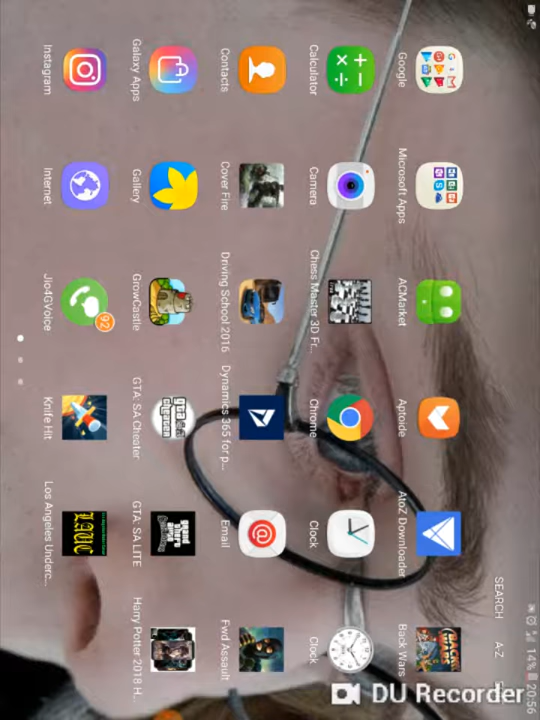 14% 20:56
SEARCH A-Z
Google
Microsoft Apps
ACMarket
Aptoide
AtoZ Downloader
Back Wars
Calculator
Camera
Chess Master 3D Fr...
Chrome
Clock
Clock
Contacts
Cover Fire
Driving School 2016
Dynamics 365 for p...
Email
Fwd Assault
Galaxy Apps
Gallery
GrowCastle
GTA: SA Cheater
GTA: SA LITE
Harry Potter 2018 H...
Instagram
Internet
Jio4GVoice
92
Knife Hit
Los Angeles Underc...
DU Recorder